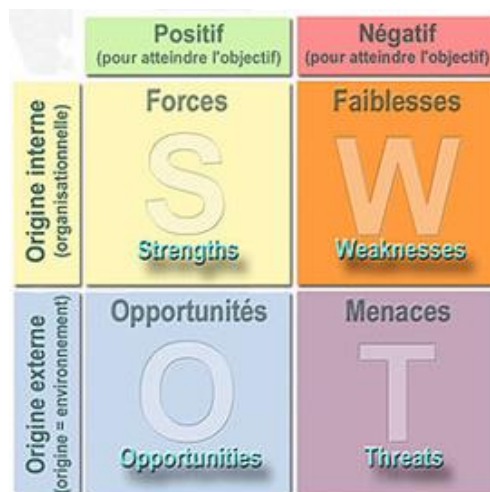 Positif
(pour atteindre l'objectif)
Négatif
(pour atteindre l'objectif)
Origine interne
(organisationnelle)
Forces
S
Strengths
Faiblesses
W
Weaknesses
Origine externe
(origine = environnement)
Opportunités
O
Opportunities
Menaces
T
Threats